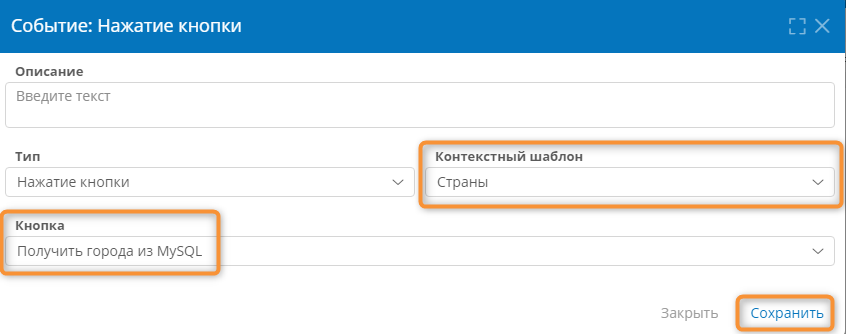 Событие: Нажатие кнопки
Описание
Введите текст
Тип
Контекстный шаблон
Нажатие кнопки
Страны
Кнопка
Получить города из MySQL
Закрыть
Сохранить